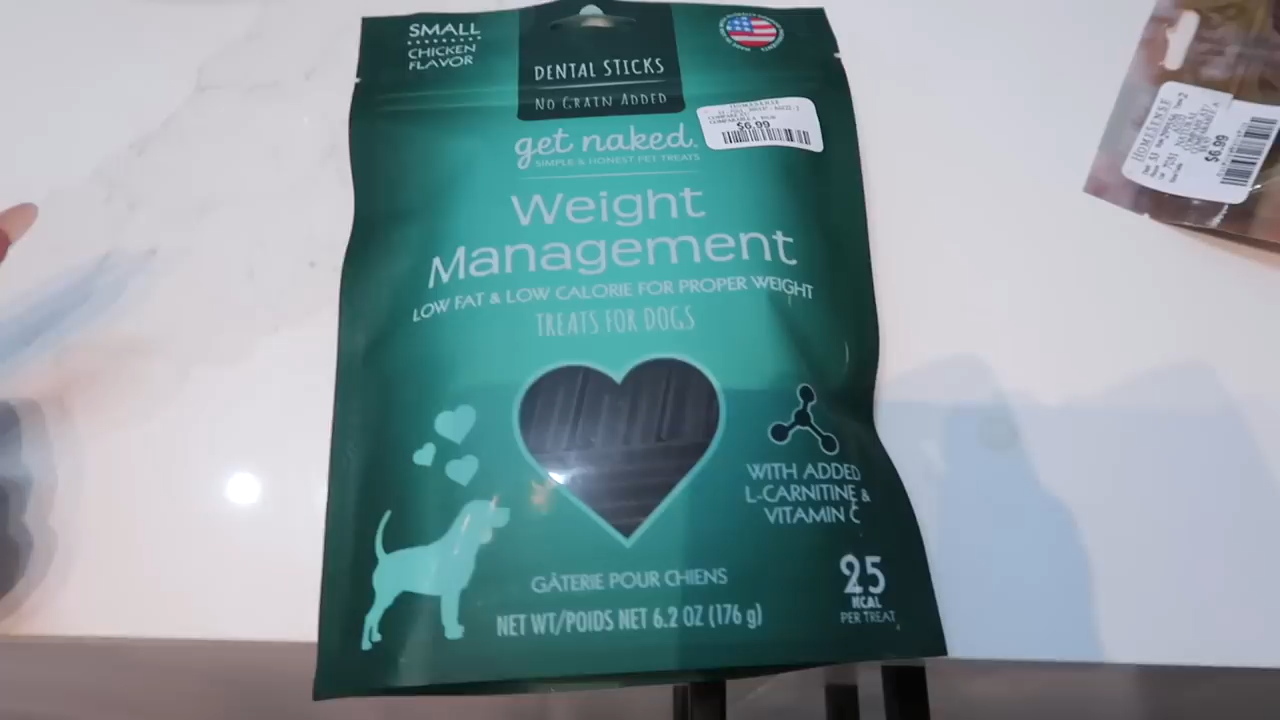 SMALL
CHICKEN
FLAVOR
DENTAL STICKS
NO GRAIN ADDED
$6.99
get naked.
SIMPLE & HONEST PET TREATS
Weight
Management
LOW FAT & LOW CALORIE FOR PROPER WEIGHT
TREATS FOR DOGS
WITH ADDED
L-CARNITINE &
VITAMIN C
GÂTERIE POUR CHIENS
NET WT/POIDS NET 6.2 OZ (176 g)
25
KCAL
PER TREAT
HOMESENSE
$6.99